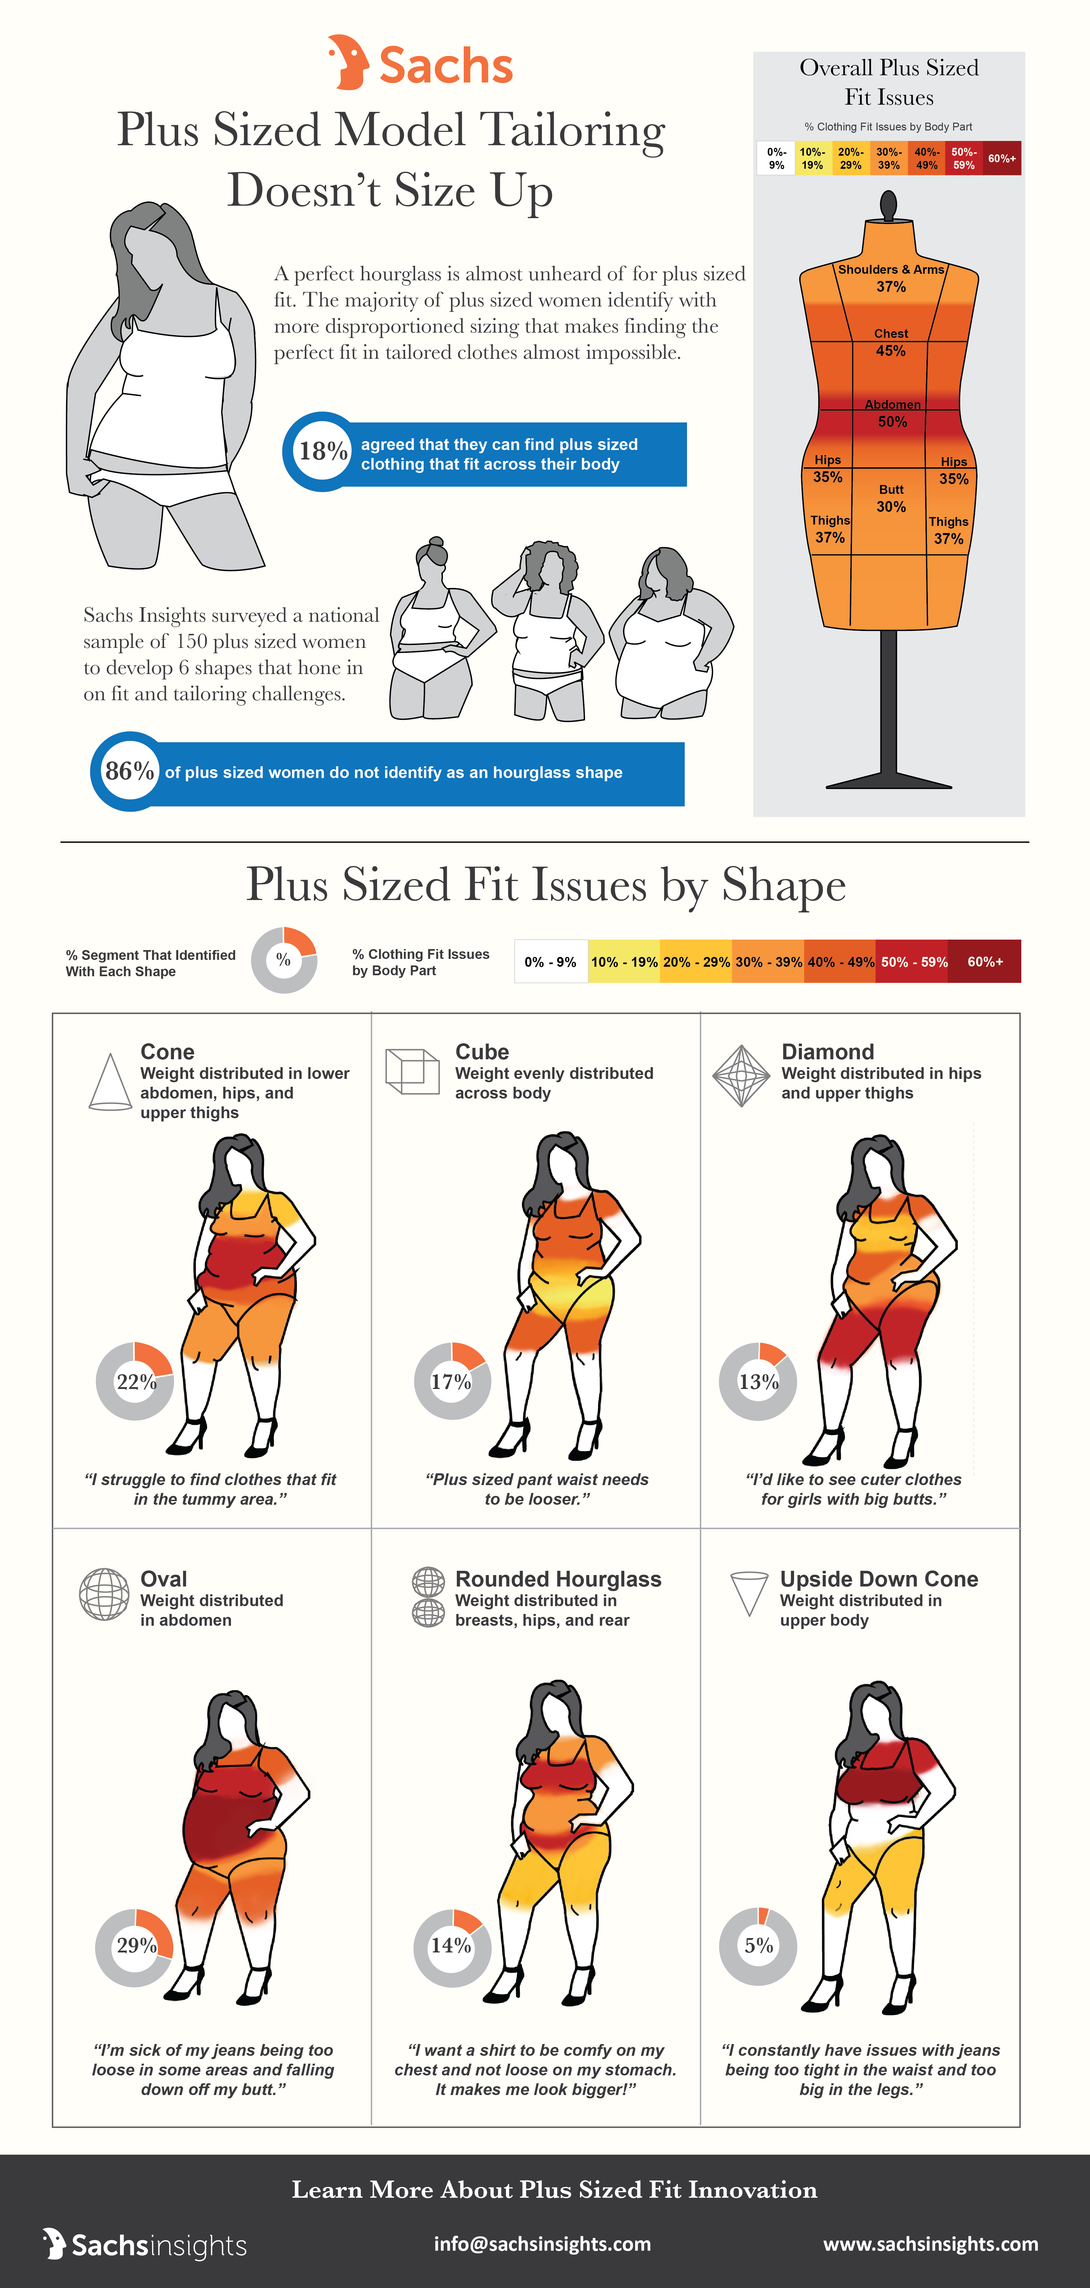 Sachs
Plus Sized Model Tailoring
Doesn't Size Up
A perfect hourglass is almost unheard of for plus sized
fit. The majority of plus sized women identify with
more disproportioned sizing that makes finding the
perfect fit in tailored clothes almost impossible.
18%
agreed that they can find plus sized
clothing that fit across their body
Sachs Insights surveyed a national
sample of 150 plus sized women
to develop 6 shapes that hone in
on fit and tailoring challenges.
86%
of plus sized women do not identify as an hourglass shape
Overall Plus Sized
Fit Issues
% Clothing Fit Issues by Body Part
0%- 10%- 20%- 30%- 40%- 50%- 60%+
9% 19% 29% 39% 49% 59%
Shoulders & Arms
37%
Chest
45%
Abdomen
50%
Hips Hips
35% 35%
Butt
30%
Thighs Thighs
37% 37%
Plus Sized Fit Issues by Shape
% Segment That Identified
With Each Shape
%
% Clothing Fit Issues
by Body Part
0% - 9% 10% - 19% 20% - 29% 30% - 39% 40% - 49% 50% - 59% 60%+
Cone
Weight distributed in lower
abdomen, hips, and
upper thighs
22%
“I struggle to find clothes that fit
in the tummy area.”
Cube
Weight evenly distributed
across body
17%
“Plus sized pant waist needs
to be looser.”
Diamond
Weight distributed in hips
and upper thighs
13%
“I’d like to see cuter clothes
for girls with big butts.”
Oval
Weight distributed
in abdomen
29%
“I’m sick of my jeans being too
loose in some areas and falling
down off my butt.”
Rounded Hourglass
Weight distributed in
breasts, hips, and rear
14%
“I want a shirt to be comfy on my
chest and not loose on my stomach.
It makes me look bigger!”
Upside Down Cone
Weight distributed in
upper body
5%
“I constantly have issues with jeans
being too tight in the waist and too
big in the legs.”
Learn More About Plus Sized Fit Innovation
Sachsinsights
info@sachsinsights.com
www.sachsinsights.com